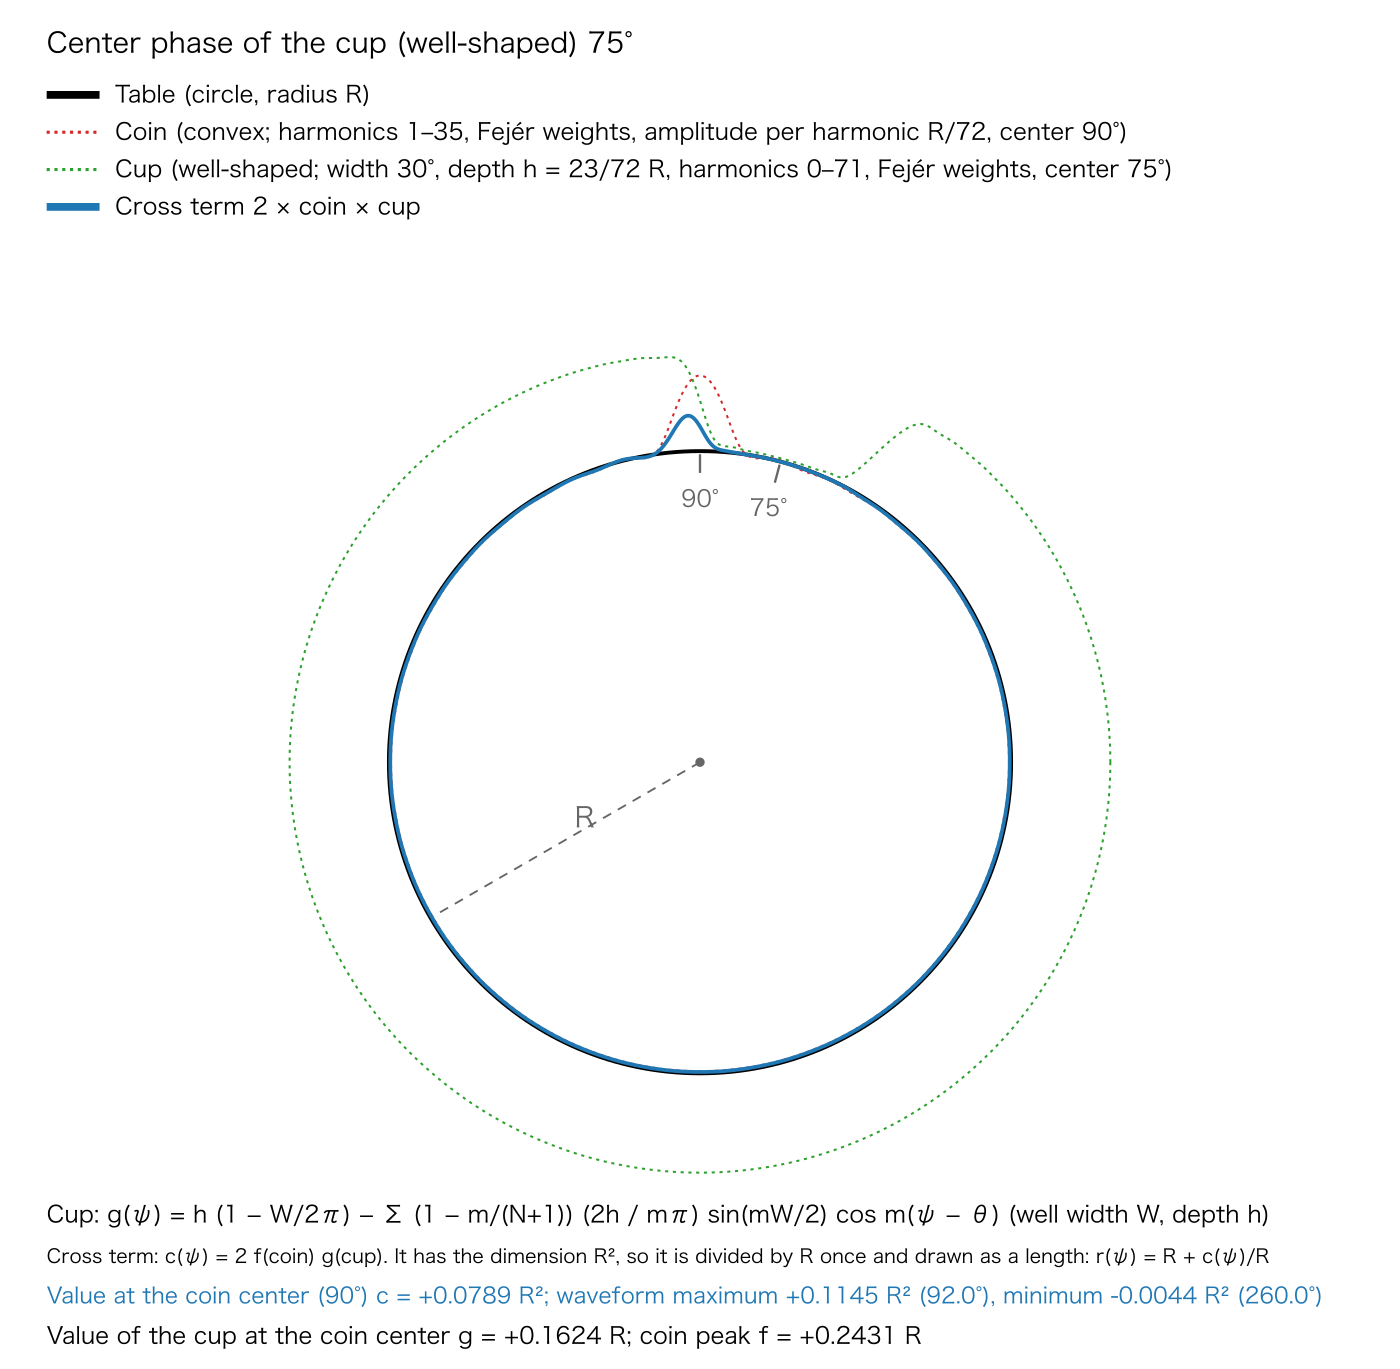 Center phase of the cup (well-shaped) 75°
Table (circle, radius R)
Coin (convex; harmonics 1–35, Fejér weights, amplitude per harmonic R/72, center 90°)
Cup (well-shaped; width 30°, depth h = 23/72 R, harmonics 0–71, Fejér weights, center 75°)
Cross term 2 × coin × cup
90°
75°
R
Cup: g(ψ) = h (1 − W/2π) − Σ (1 − m/(N+1)) (2h / mπ) sin(mW/2) cos m(ψ − θ) (well width W, depth h)
Cross term: c(ψ) = 2 f(coin) g(cup). It has the dimension R², so it is divided by R once and drawn as a length: r(ψ) = R + c(ψ)/R
Value at the coin center (90°) c = +0.0789 R²; waveform maximum +0.1145 R² (92.0°), minimum -0.0044 R² (260.0°)
Value of the cup at the coin center g = +0.1624 R; coin peak f = +0.2431 R